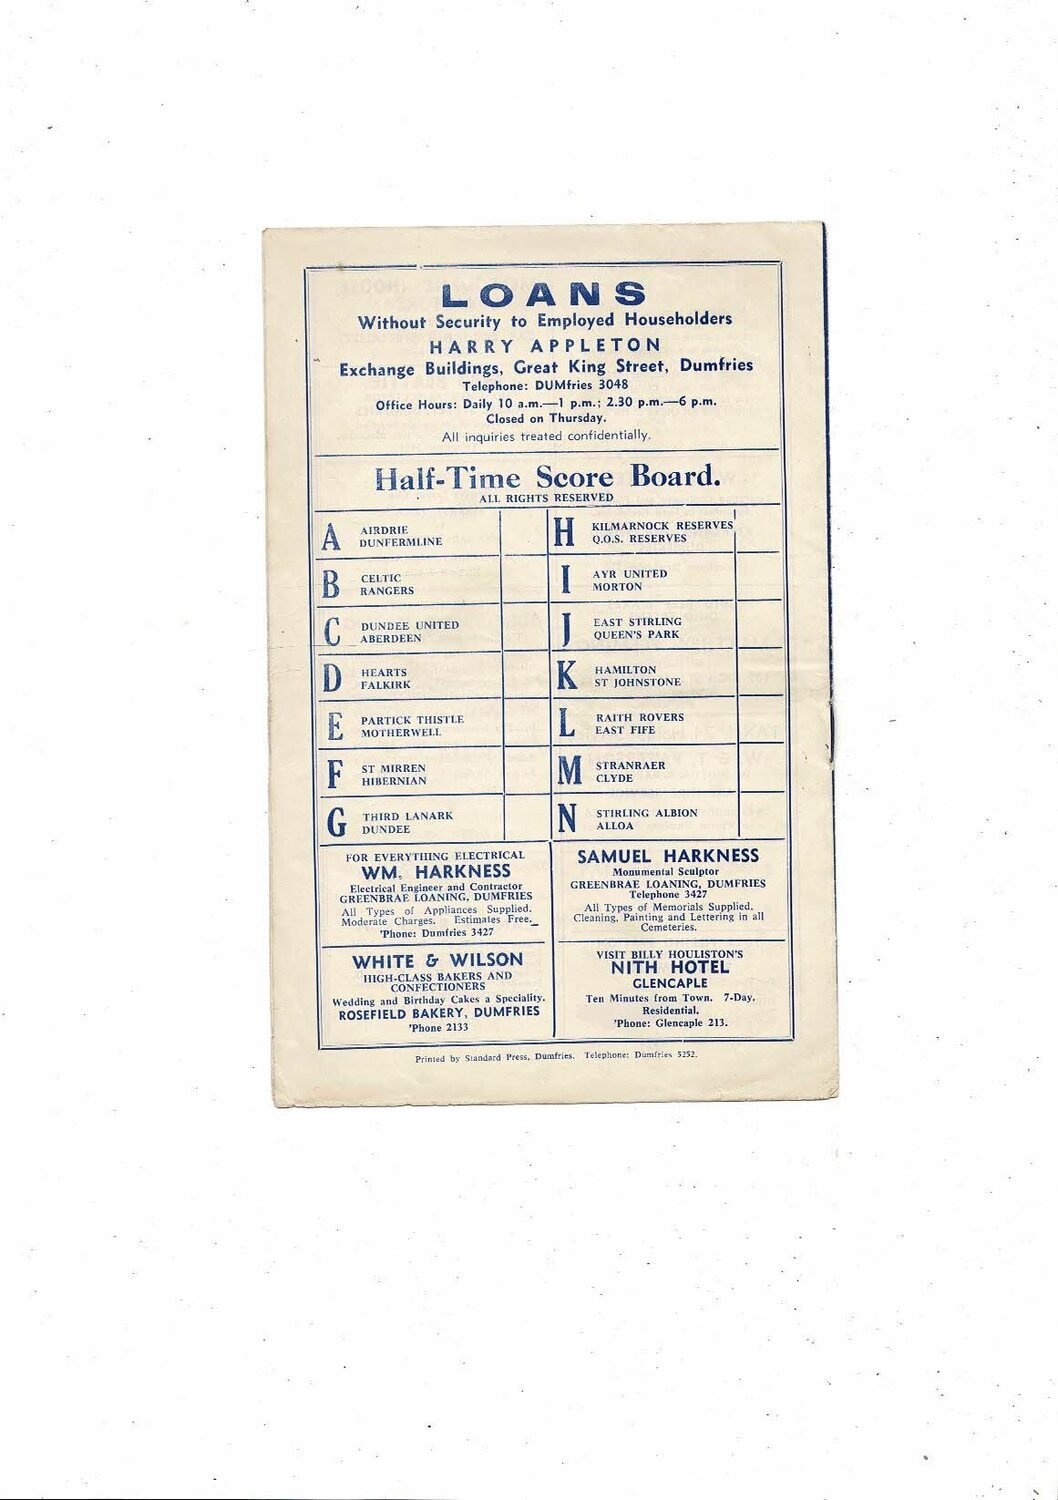 LOANS
Without Security to Employed Householders
HARRY APPLETON
Exchange Buildings, Great King Street, Dumfries
Telephone: DUMfries 3048
Office Hours: Daily 10 a.m.—1 p.m.; 2.30 p.m.—6 p.m.
Closed on Thursday.
All inquiries treated confidentially.
Half-Time Score Board.
ALL RIGHTS RESERVED
A AIRDRIE
DUNFERMLINE
B CELTIC
RANGERS
C DUNDEE UNITED
ABERDEEN
D HEARTS
FALKIRK
E PARTICK THISTLE
MOTHERWELL
F ST MIRREN
HIBERNIAN
G THIRD LANARK
DUNDEE
H KILMARNOCK RESERVES
Q.O.S. RESERVES
I AYR UNITED
MORTON
J EAST STIRLING
QUEEN'S PARK
K HAMILTON
ST JOHNSTONE
L RAITH ROVERS
EAST FIFE
M STRANRAER
CLYDE
N STIRLING ALBION
ALLOA
FOR EVERYTHING ELECTRICAL
WM. HARKNESS
Electrical Engineer and Contractor
GREENBRAE LOANING, DUMFRIES
All Types of Appliances Supplied.
Moderate Charges. Estimates Free.
'Phone: Dumfries 3427
SAMUEL HARKNESS
Monumental Sculptor
GREENBRAE LOANING, DUMFRIES
Telephone 3427
All Types of Memorials Supplied.
Cleaning, Painting and Lettering in all
Cemeteries.
WHITE & WILSON
HIGH-CLASS BAKERS AND
CONFECTIONERS
Wedding and Birthday Cakes a Speciality.
ROSEFIELD BAKERY, DUMFRIES
'Phone 2133
VISIT BILLY HOULISTON'S
NITH HOTEL
GLENCAPLE
Ten Minutes from Town. 7-Day.
Residential.
'Phone: Glencaple 213.
Printed by Standard Press, Dumfries. Telephone: Dumfries 5252.